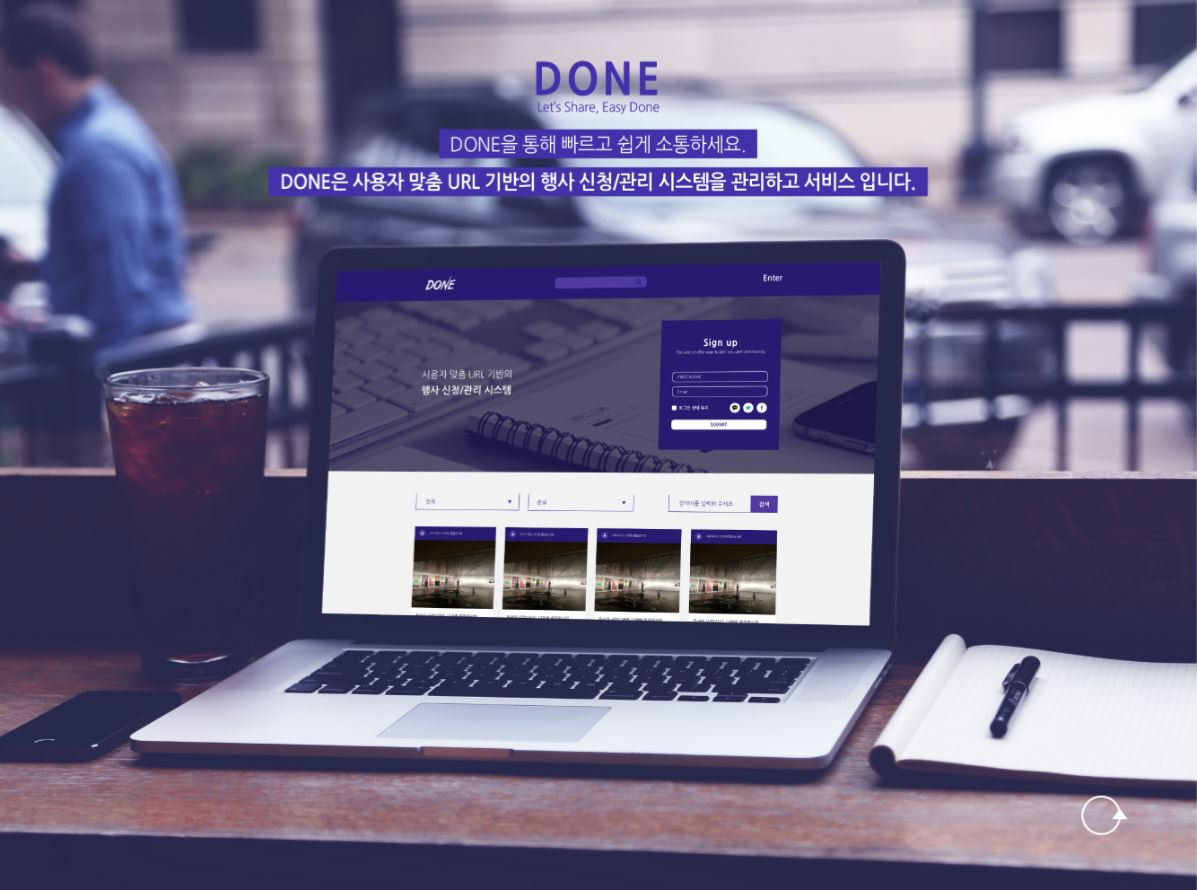 DONE
Let's Share, Easy Done
DONE을 통해 빠르고 쉽게 소통하세요.
DONE은 사용자 맞춤 URL 기반의 행사 신청/관리 시스템을 관리하고 서비스 입니다.
DONE
Enter
Sign up
사용자 맞춤 URL 기반의
행사 신청/관리 시스템
FIRST NAME
Email
로그인 상태 유지
SUBMIT
전체
분류
검색어를 입력해 주세요
검색